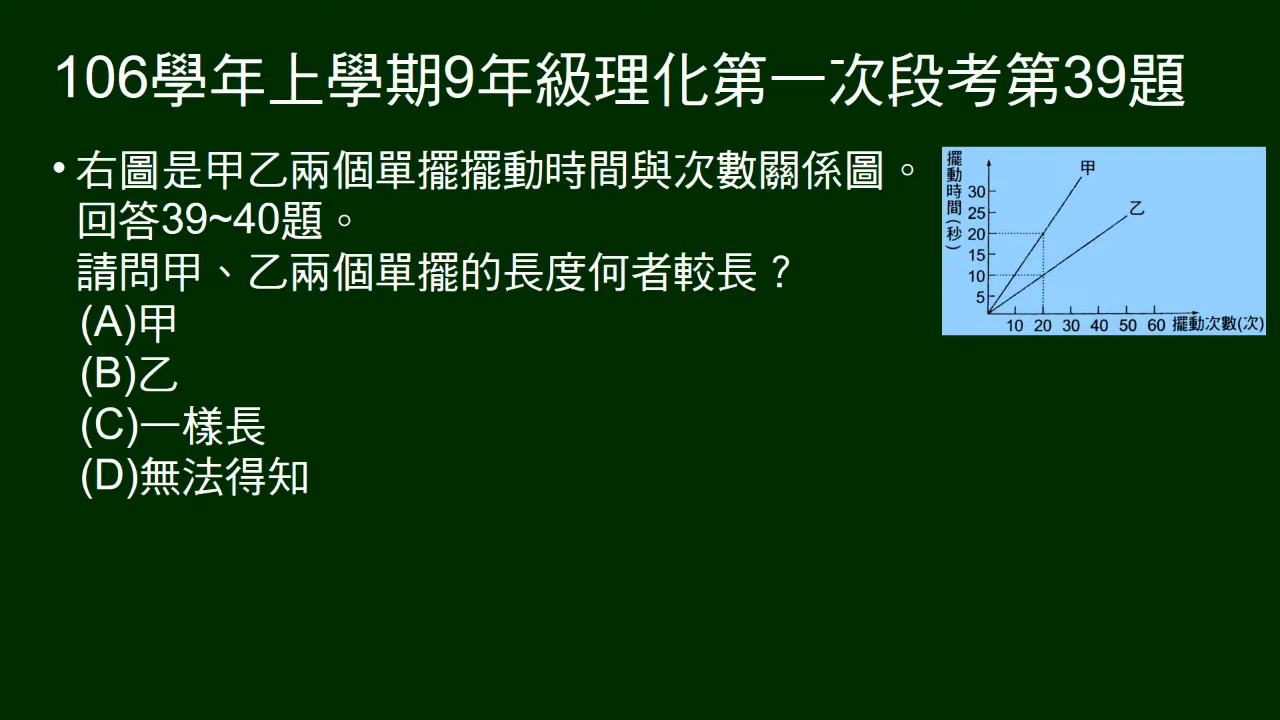 106學年上學期9年級理化第一次段考第39題
• 右圖是甲乙兩個單擺擺動時間與次數關係圖。
回答39~40題。
請問甲、乙兩個單擺的長度何者較長？
(A)甲
(B)乙
(C)一樣長
(D)無法得知
擺動時間(秒)
30
25
20
15
10
5
甲
乙
10 20 30 40 50 60 擺動次數(次)